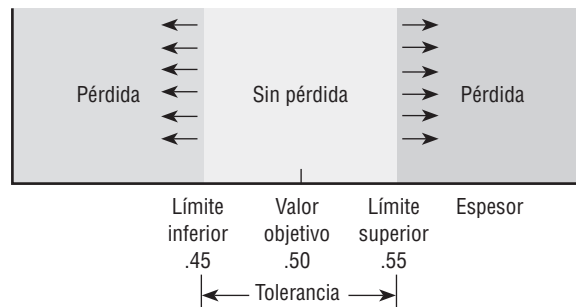 Pérdida
Sin pérdida
Pérdida
Límite inferior .45
Valor objetivo .50
Límite superior .55
Espesor
Tolerancia